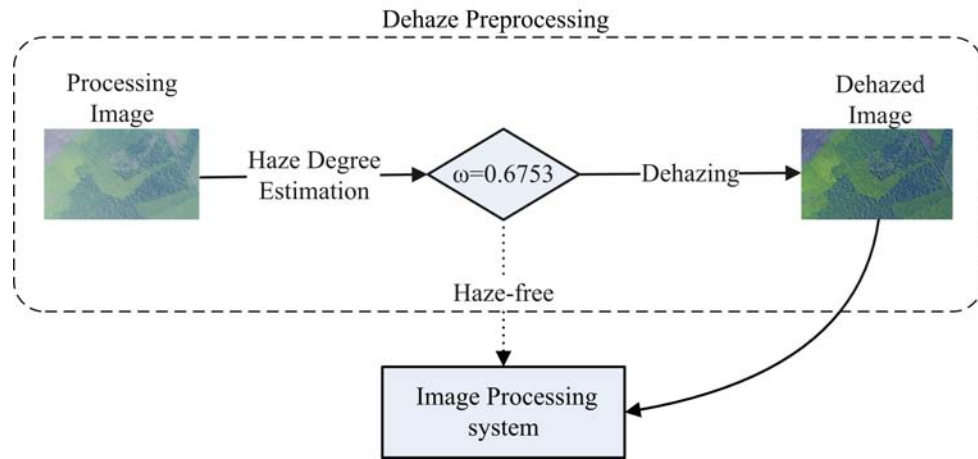 Dehaze Preprocessing
Processing
Image
Dehazed
Image
Haze Degree
Estimation
ω=0.6753
Dehazing
Haze-free
Image Processing
system